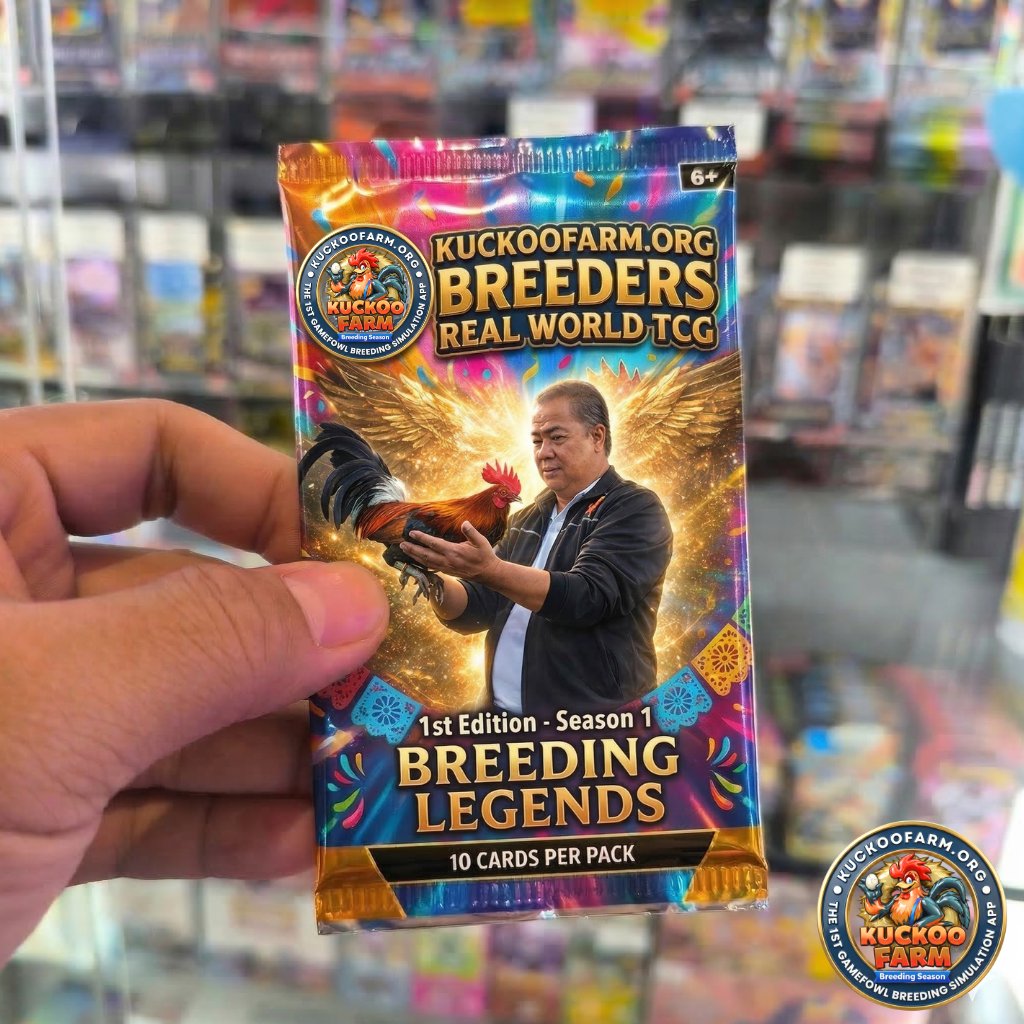 6+
KUCKOOFARM.ORG
BREEDERS
REAL WORLD TCG
• KUCKOOFARM.ORG •
THE 1ST GAMEFOWL BREEDING SIMULATION APP
KUCKOO
FARM
Breeding Season
1st Edition - Season 1
BREEDING
LEGENDS
10 CARDS PER PACK
• KUCKOOFARM.ORG •
THE 1ST GAMEFOWL BREEDING SIMULATION APP
KUCKOO
FARM
Breeding Season